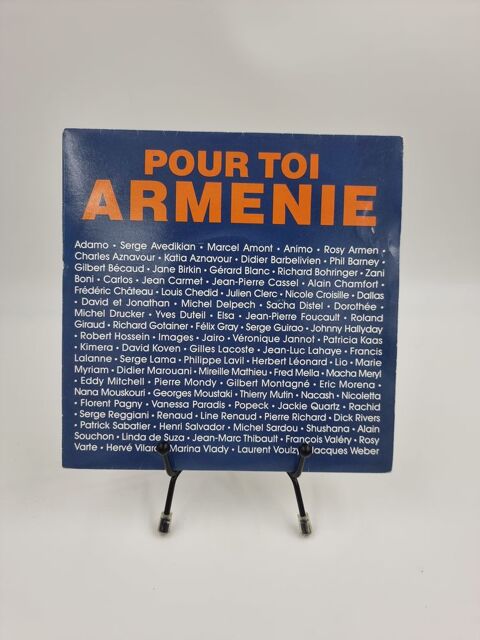 POUR TOI
ARMENIE
Adamo • Serge Avedikian • Marcel Amont • Animo • Rosy Armen •
Charles Aznavour • Katia Aznavour • Didier Barbelivien • Phil Barney •
Gilbert Bécaud • Jane Birkin • Gérard Blanc • Richard Bohringer • Zani
Boni • Carlos • Jean Carmet • Jean-Pierre Cassel • Alain Chamfort •
Frédéric Château • Louis Chedid • Julien Clerc • Nicole Croisille • Dallas
• David et Jonathan • Michel Delpech • Sacha Distel • Dorothée •
Michel Drucker • Yves Duteil • Elsa • Jean-Pierre Foucault • Roland
Giraud • Richard Gotainer • Félix Gray • Serge Guirao • Johnny Hallyday
• Robert Hossein • Images • Jairo • Véronique Jannot • Patricia Kaas
• Kimera • David Koven • Gilles Lacoste • Jean-Luc Lahaye • Francis
Lalanne • Serge Lama • Philippe Lavil • Herbert Léonard • Lio • Marie
Myriam • Didier Marouani • Mireille Mathieu • Fred Mella • Macha Meryl
• Eddy Mitchell • Pierre Mondy • Gilbert Montagné • Eric Morena •
Nana Mouskouri • Georges Moustaki • Thierry Mutin • Nacash • Nicoletta
• Florent Pagny • Vanessa Paradis • Popeck • Jackie Quartz • Rachid
• Serge Reggiani • Renaud • Line Renaud • Pierre Richard • Dick Rivers
• Patrick Sabatier • Henri Salvador • Michel Sardou • Shushana • Alain
Souchon • Linda de Suza • Jean-Marc Thibault • François Valéry • Rosy
Varte • Hervé Vilard • Marina Vlady • Laurent Voulzy • Jacques Weber